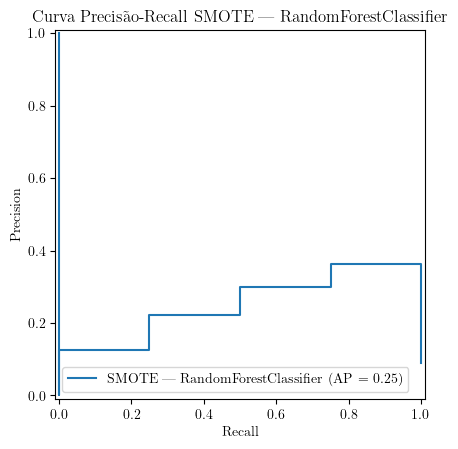 Curva Precisão-Recall SMOTE — RandomForestClassifier
1.0
0.8
0.6
0.4
0.2
0.0
Precision
SMOTE — RandomForestClassifier (AP = 0.25)
0.0 0.2 0.4 0.6 0.8 1.0
Recall